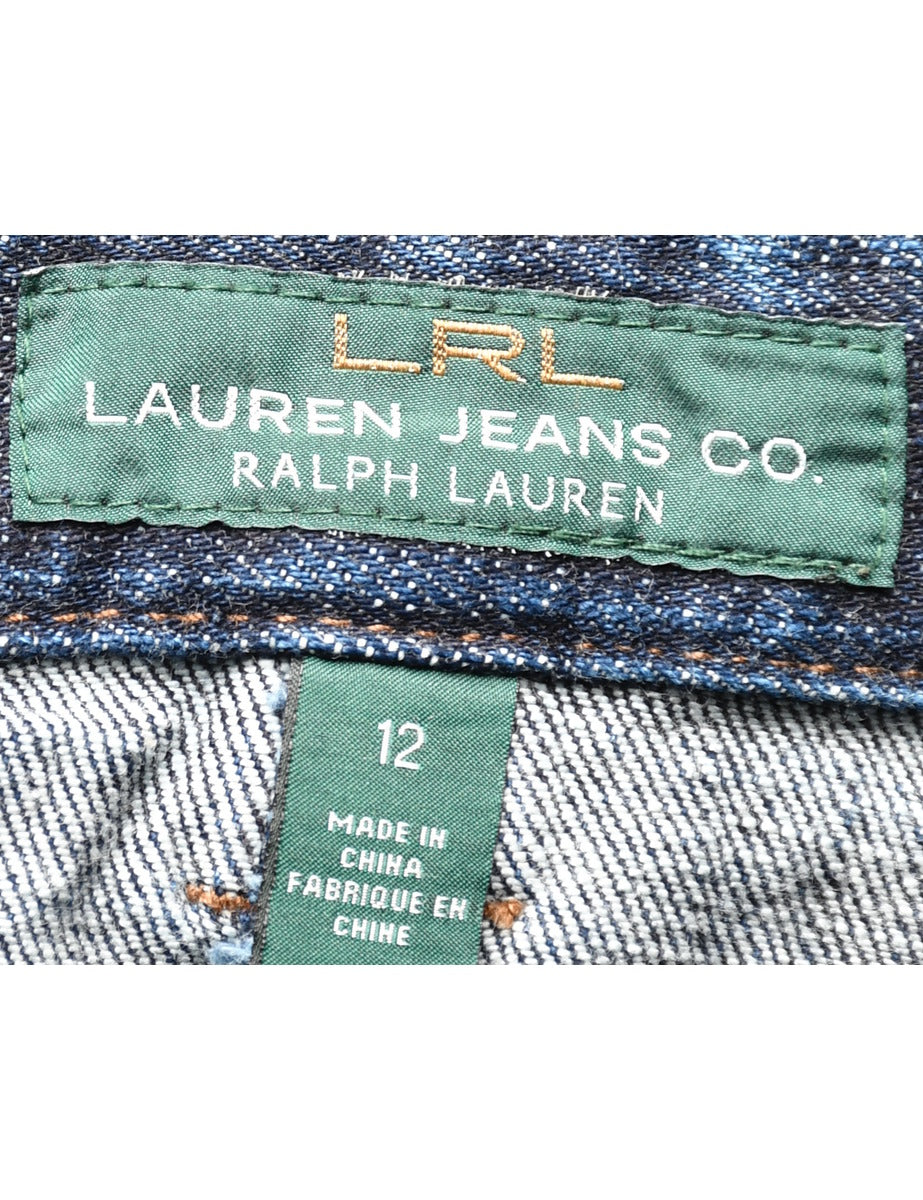 LRL
LAUREN JEANS CO.
RALPH LAUREN
12
MADE IN
CHINA
FABRIQUE EN
CHINE